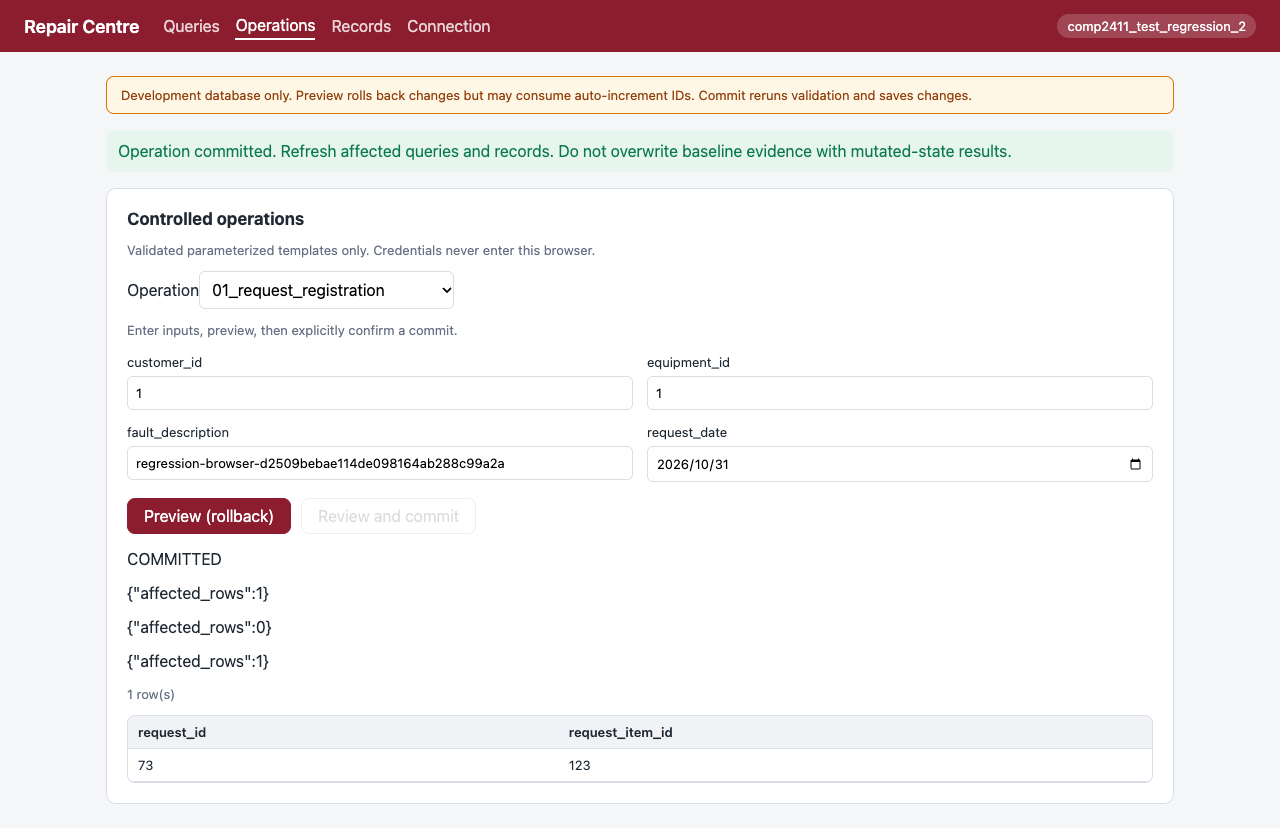 Repair Centre Queries Operations Records Connection comp2411_test_regression_2
Development database only. Preview rolls back changes but may consume auto-increment IDs. Commit reruns validation and saves changes.
Operation committed. Refresh affected queries and records. Do not overwrite baseline evidence with mutated-state results.
Controlled operations
Validated parameterized templates only. Credentials never enter this browser.
Operation 01_request_registration
Enter inputs, preview, then explicitly confirm a commit.
customer_id equipment_id
1 1
fault_description request_date
regression-browser-d2509bebae114de098164ab288c99a2a 2026/10/31
Preview (rollback) Review and commit
COMMITTED
{"affected_rows":1}
{"affected_rows":0}
{"affected_rows":1}
1 row(s)
request_id request_item_id
73 123